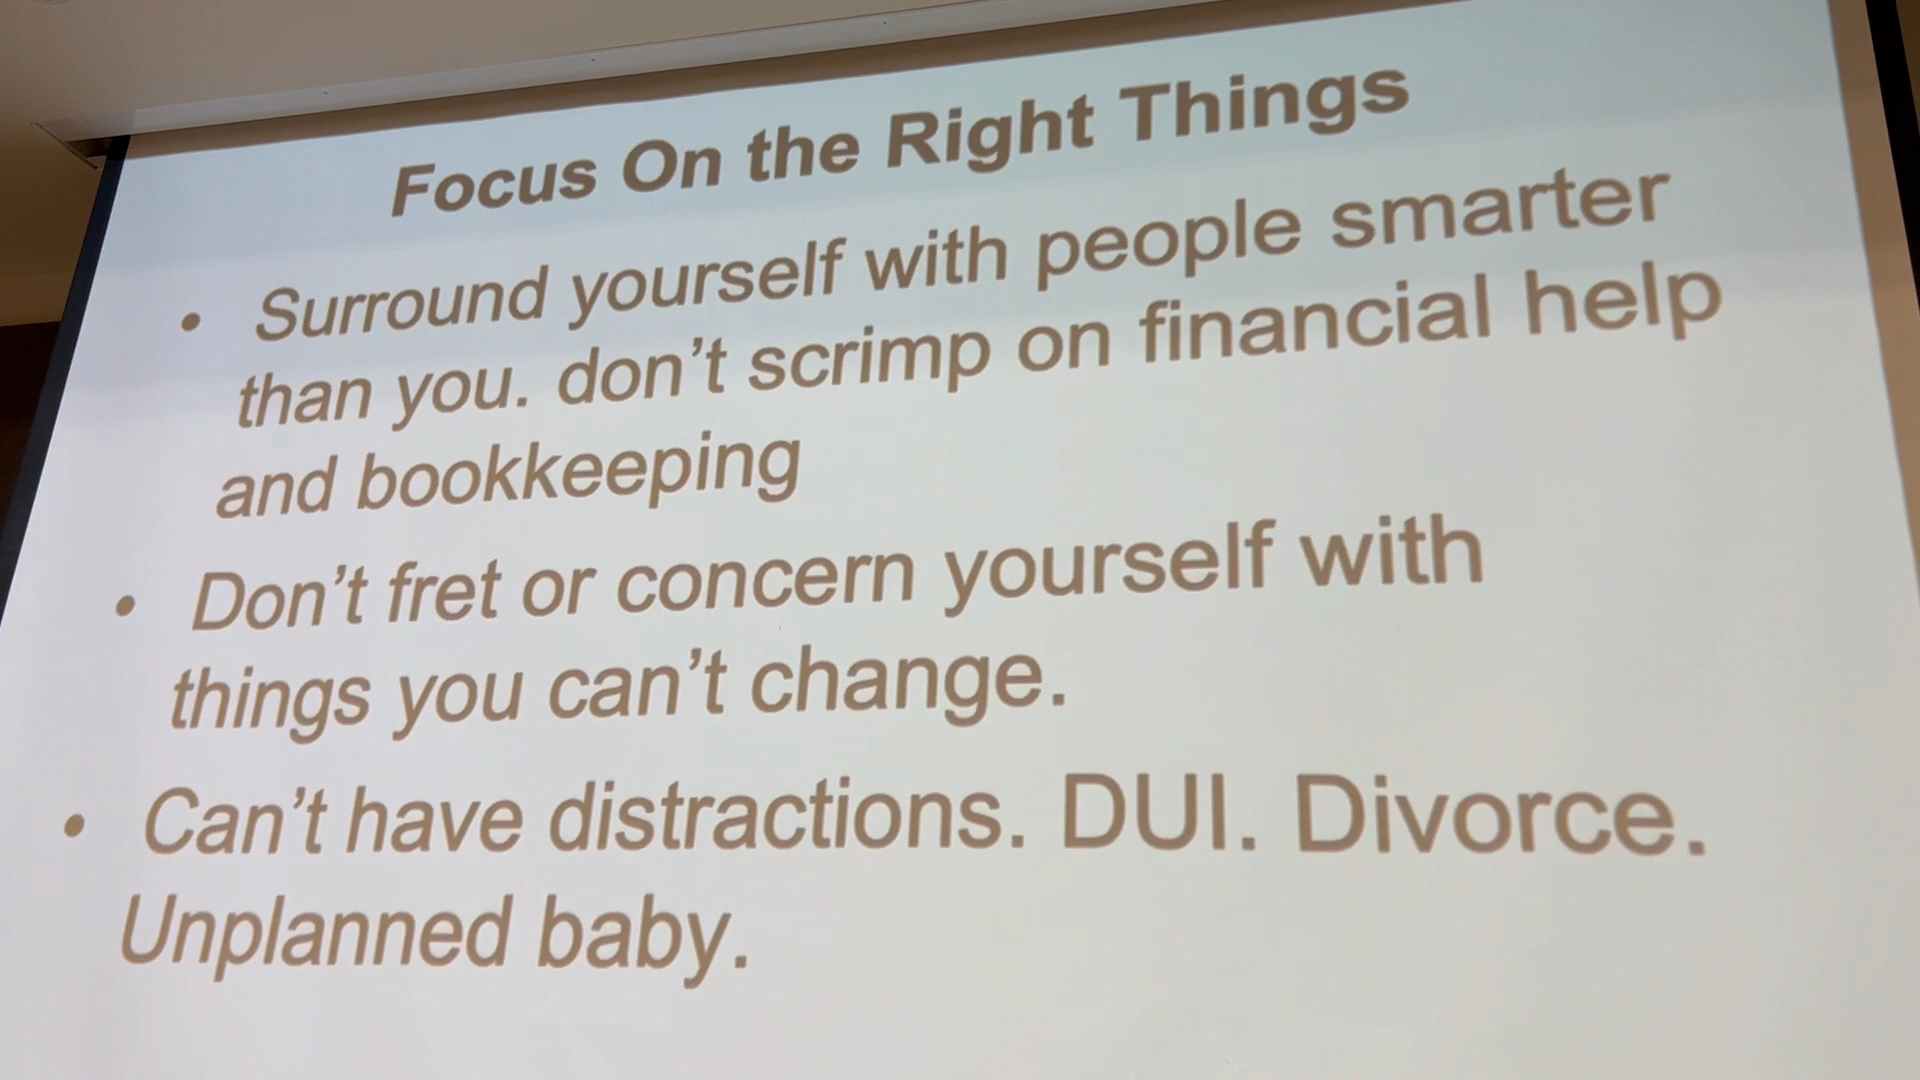 Focus On the Right Things
• Surround yourself with people smarter
than you. don't scrimp on financial help
and bookkeeping
• Don't fret or concern yourself with
things you can't change.
• Can't have distractions. DUI. Divorce.
Unplanned baby.